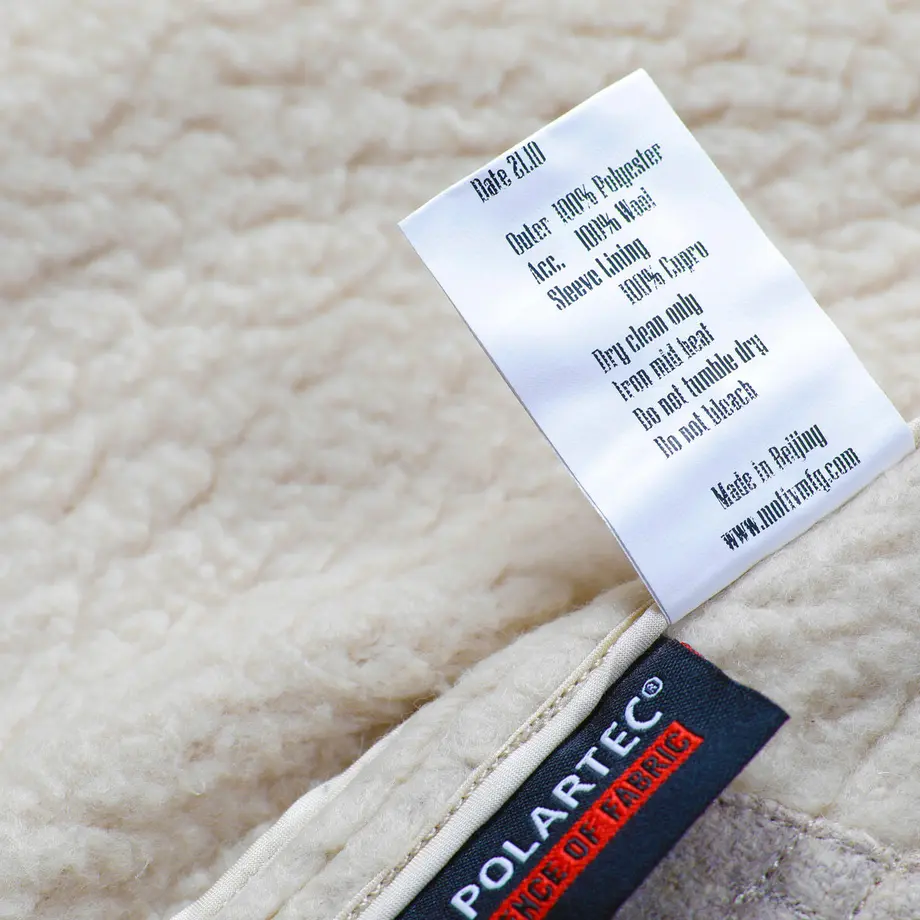 Date 21.10
Outer 100% Polyester
Acc. 100% Wool
Sleeve Lining
100% Cupro
Dry clean only
Iron mid heat
Do not tumble dry
Do not bleach
Made in Beijing
www.motivmfg.com
POLARTEC®
OF FABRIC